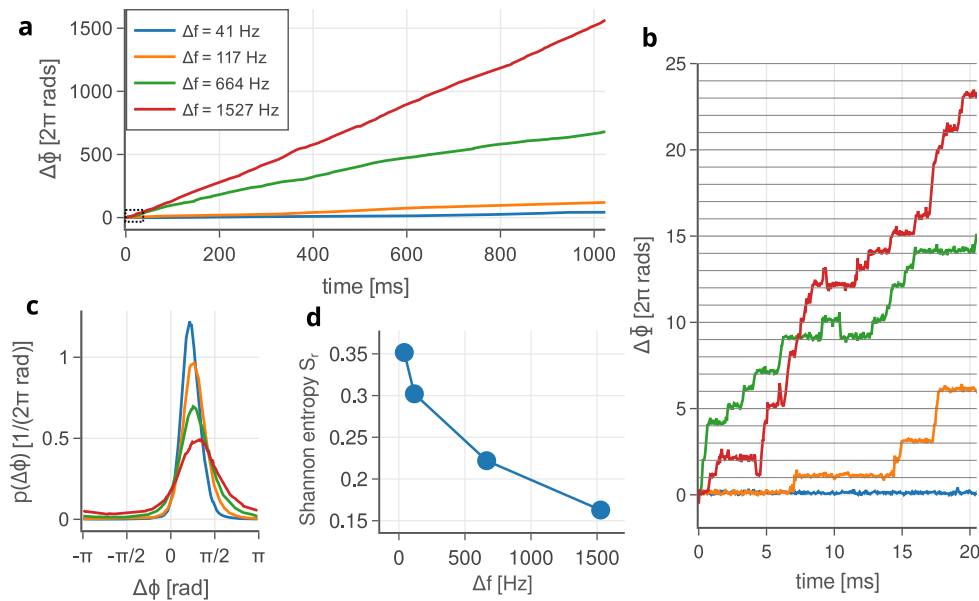 a
Δf = 41 Hz
Δf = 117 Hz
Δf = 664 Hz
Δf = 1527 Hz
1500
1000
500
0
ΔΦ [2π rads]
0
200
400
600
800
1000
time [ms]
b
25
20
15
10
5
0
ΔΦ [2π rads]
0
5
10
15
20
time [ms]
c
1
0.5
0
p(Δϕ) [1/(2π rad)]
-π
-π/2
0
π/2
π
Δϕ [rad]
d
0.35
0.30
0.25
0.20
0.15
Shannon entropy Sr
0
500
1000
1500
Δf [Hz]